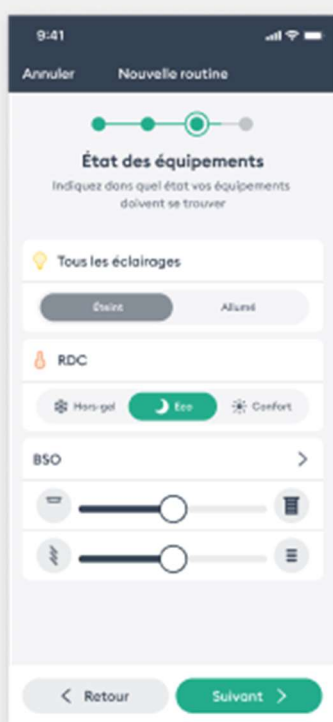 9:41
Annuler Nouvelle routine
État des équipements
Indiquez dans quel état vos équipements
doivent se trouver
Tous les éclairages
Éteint Allumé
RDC
Hors-gel Eco Confort
BSO
Retour Suivant